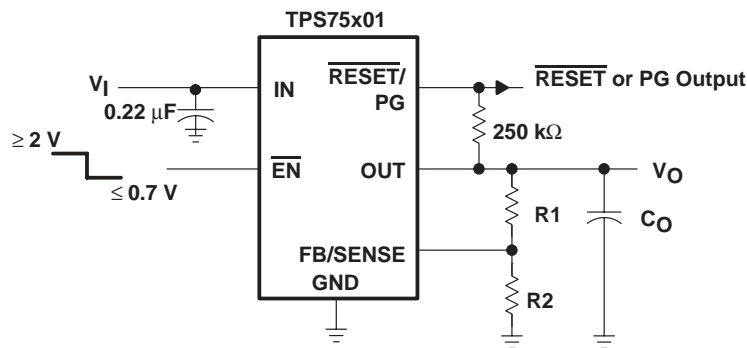 TPS75x01
V_I
IN
RESET/
PG
RESET or PG Output
0.22 μF
250 kΩ
≥ 2 V
≤ 0.7 V
EN
OUT
V_O
R1
C_O
FB/SENSE
GND
R2